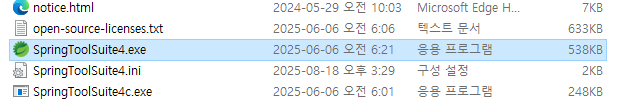 notice.html 2024-05-29 오전 10:03 Microsoft Edge H... 7KB
open-source-licenses.txt 2025-06-06 오전 6:06 텍스트 문서 633KB
SpringToolSuite4.exe 2025-06-06 오전 6:21 응용 프로그램 538KB
SpringToolSuite4.ini 2025-08-18 오후 3:29 구성 설정 2KB
SpringToolSuite4c.exe 2025-06-06 오전 6:01 응용 프로그램 248KB